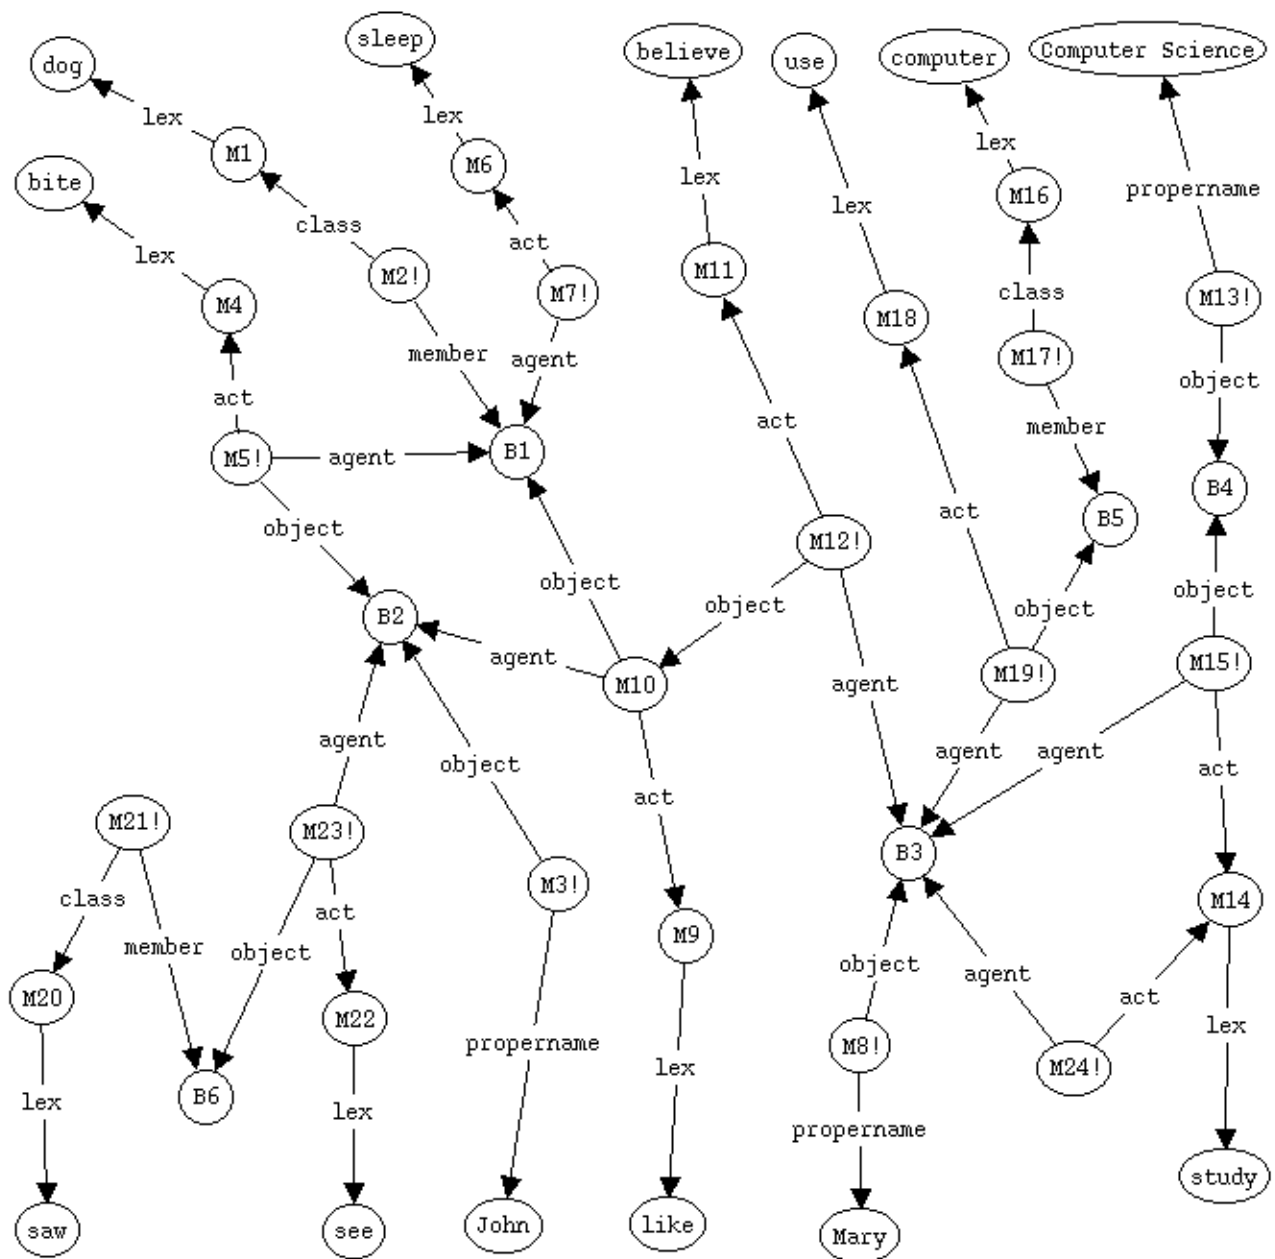 sleep
believe
use
computer
Computer Science
dog
lex
lex
lex
M1
M6
bite
lex
lex
M16
propername
class
act
lex
M2!
M11
M7!
class
M13!
M4
M18
member
agent
M17!
object
act
act
member
M5!
agent
B1
B4
object
act
B5
M12!
object
object
object
object
B2
agent
M10
M19!
M15!
agent
agent
object
agent
agent
act
act
M21!
M23!
B3
class
act
M3!
M14
member
object
M9
object
agent
act
M20
M22
propername
M8!
lex
lex
M24!
B6
lex
lex
propername
study
saw
see
John
like
Mary